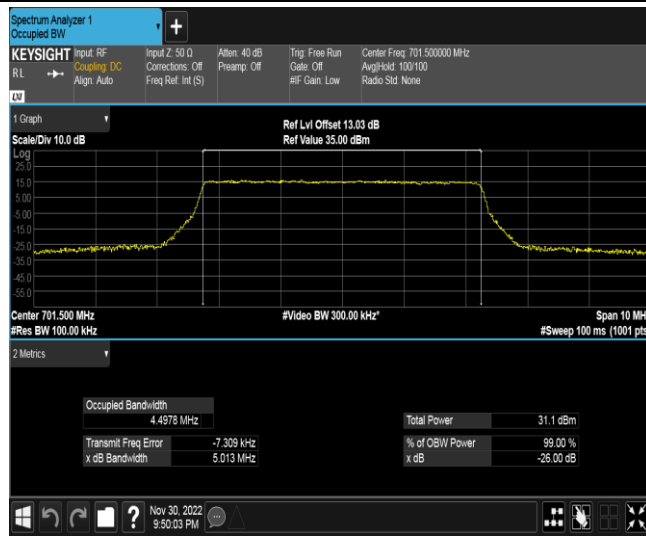 Spectrum Analyzer 1
Occupied BW
+
KEYSIGHT Input: RF Input Z: 50 Ω Atten: 40 dB Trig: Free Run Center Freq: 701.500000 MHz
RL Coupling: DC Corrections: Off Preamp: Off Gate: Off Avg|Hold: 100/100
Align: Auto Freq Ref: Int (S) #IF Gain: Low Radio Std: None
LXI
1 Graph
Ref Lvl Offset 13.03 dB
Scale/Div 10.0 dB Ref Value 35.00 dBm
Log
25.0
15.0
5.00
-5.00
-15.0
-25.0
-35.0
-45.0
-55.0
Center 701.500 MHz #Video BW 300.00 kHz* Span 10 MH
#Res BW 100.00 kHz #Sweep 100 ms (1001 pts
2 Metrics
Occupied Bandwidth
4.4978 MHz Total Power 31.1 dBm
Transmit Freq Error -7.309 kHz % of OBW Power 99.00 %
x dB Bandwidth 5.013 MHz x dB -26.00 dB
? Nov 30, 2022
9:50:03 PM